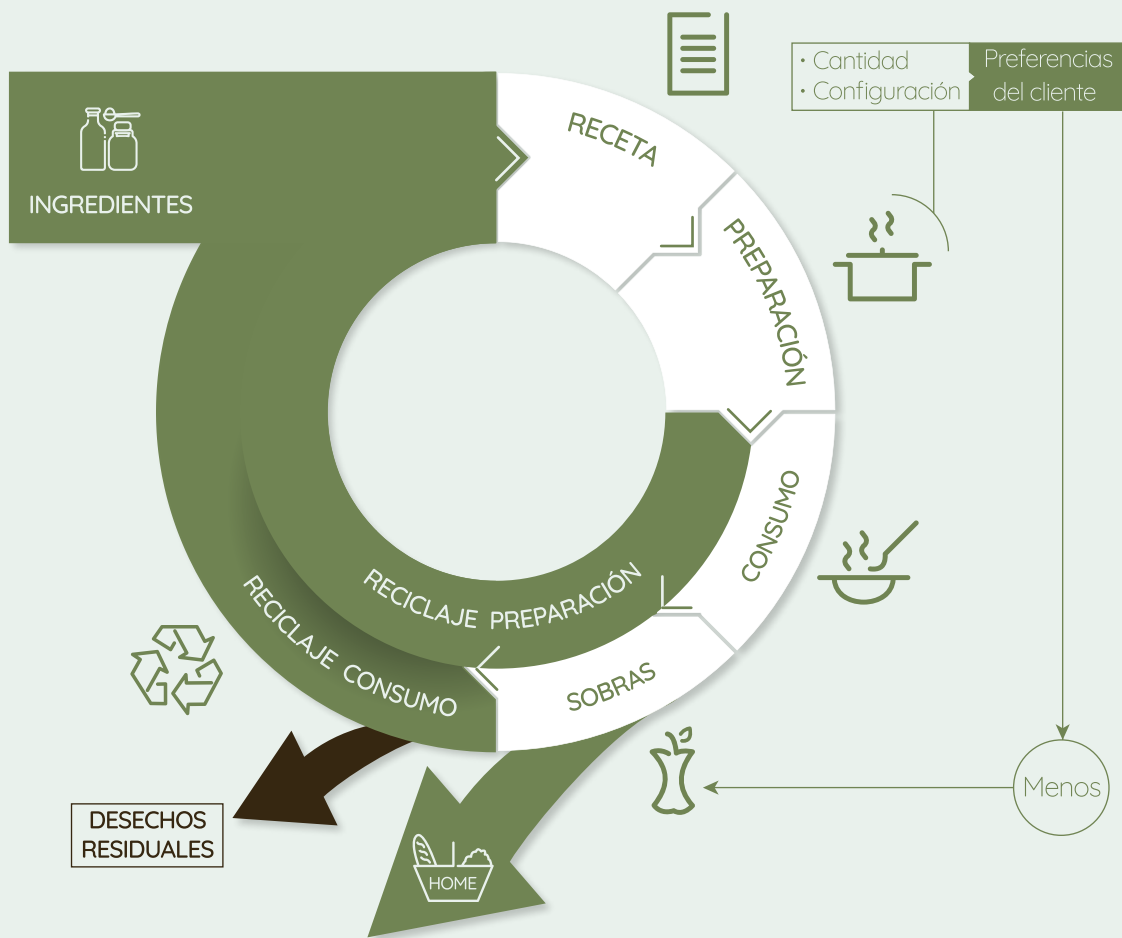 • Cantidad
• Configuración
Preferencias
del cliente
INGREDIENTES
RECETA
PREPARACIÓN
CONSUMO
SOBRAS
RECICLAJE PREPARACIÓN
RECICLAJE CONSUMO
Menos
DESECHOS
RESIDUALES
HOME